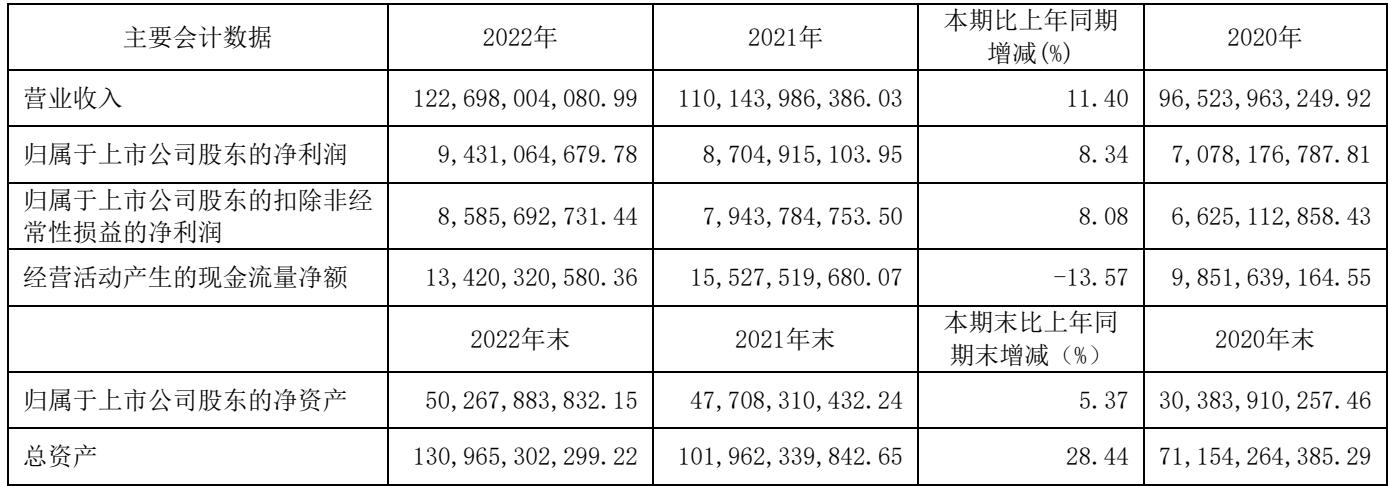 主要会计数据 2022年 2021年 本期比上年同期增减(%) 2020年
营业收入 122,698,004,080.99 110,143,986,386.03 11.40 96,523,963,249.92
归属于上市公司股东的净利润 9,431,064,679.78 8,704,915,103.95 8.34 7,078,176,787.81
归属于上市公司股东的扣除非经常性损益的净利润 8,585,692,731.44 7,943,784,753.50 8.08 6,625,112,858.43
经营活动产生的现金流量净额 13,420,320,580.36 15,527,519,680.07 -13.57 9,851,639,164.55
2022年末 2021年末 本期末比上年同期末增减（%） 2020年末
归属于上市公司股东的净资产 50,267,883,832.15 47,708,310,432.24 5.37 30,383,910,257.46
总资产 130,965,302,299.22 101,962,339,842.65 28.44 71,154,264,385.29